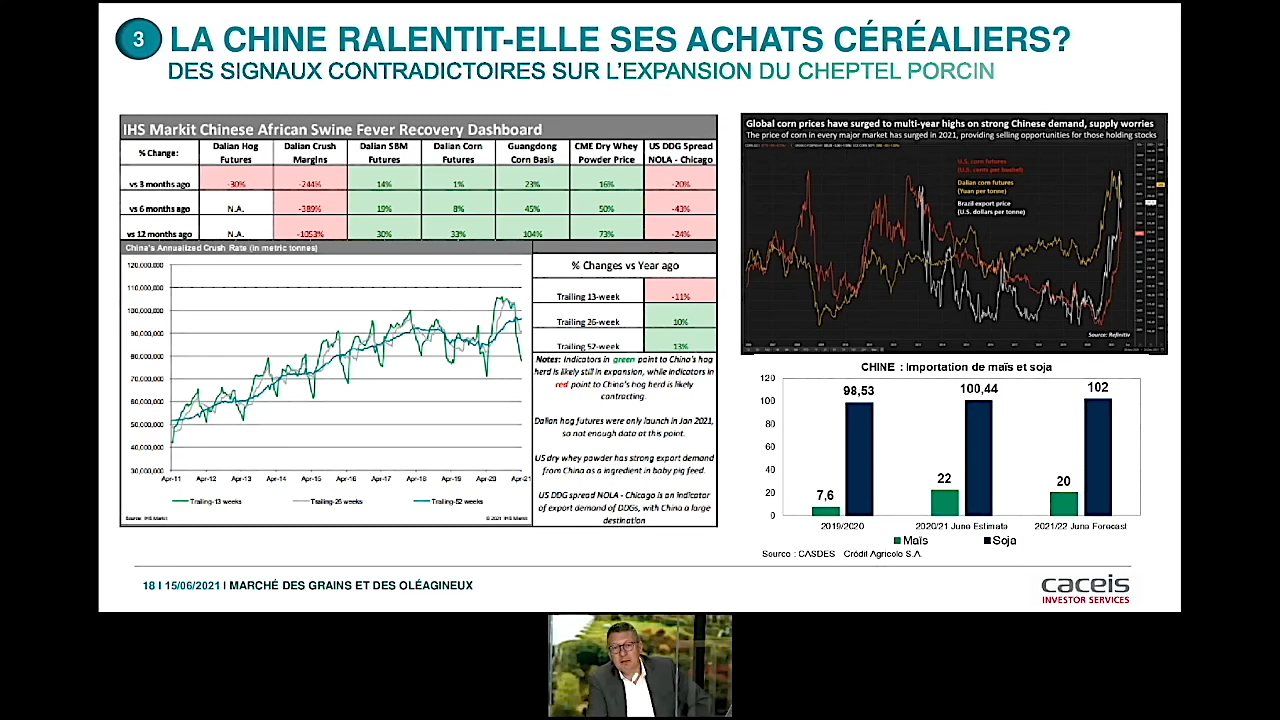 3
LA CHINE RALENTIT-ELLE SES ACHATS CÉRÉALIERS?
DES SIGNAUX CONTRADICTOIRES SUR L'EXPANSION DU CHEPTEL PORCIN
IHS Markit Chinese African Swine Fever Recovery Dashboard
% Change: Dalian Hog Futures Dalian Crush Margins Dalian SBM Futures Dalian Corn Futures Guangdong Corn Basis CME Dry Whey Powder Price US DDG Spread NOLA - Chicago
vs 3 months ago -30% -244% 14% 1% 23% 16% -20%
vs 6 months ago N.A. -389% 19% 8% 45% 50% -43%
vs 12 months ago N.A. -1053% 30% 33% 104% 73% -24%
China's Annualized Crush Rate (in metric tonnes)
120,000,000
110,000,000
100,000,000
90,000,000
80,000,000
70,000,000
60,000,000
50,000,000
40,000,000
30,000,000
Apr-11 Apr-12 Apr-13 Apr-14 Apr-15 Apr-16 Apr-17 Apr-18 Apr-19 Apr-20 Apr-21
Trailing-13 weeks Trailing-26 weeks Trailing-52 weeks
Source: IHS Markit © 2021 IHS Markit
% Changes vs Year ago
Trailing 13-week -11%
Trailing 26-week 10%
Trailing 52-week 13%
Notes: Indicators in green point to China's hog
herd is likely still in expansion, while indicators in
red point to China's hog herd is likely
contracting.
Dalian hog futures were only launch in Jan 2021,
so not enough data at this point.
US dry whey powder has strong export demand
from China as a ingredient in baby pig feed.
US DDG spread NOLA - Chicago is an indicator
of export demand of DDGs, with China a large
destination
Global corn prices have surged to multi-year highs on strong Chinese demand, supply worries
The price of corn in every major market has surged in 2021, providing selling opportunities for those holding stocks
U.S. corn futures
(U.S. cents per bushel)
Dalian corn futures
(Yuan per tonne)
Brazil export price
(U.S. dollars per tonne)
Source: Refinitiv
CHINE : Importation de maïs et soja
120
100
80
60
40
20
0
98,53
100,44
102
7,6
22
20
2019/2020 2020/21 June Estimate 2021/22 June Forecast
Maïs Soja
Source : CASDES - Crédit Agricole S.A.
18 I 15/06/2021 I MARCHÉ DES GRAINS ET DES OLÉAGINEUX
caceis
INVESTOR SERVICES